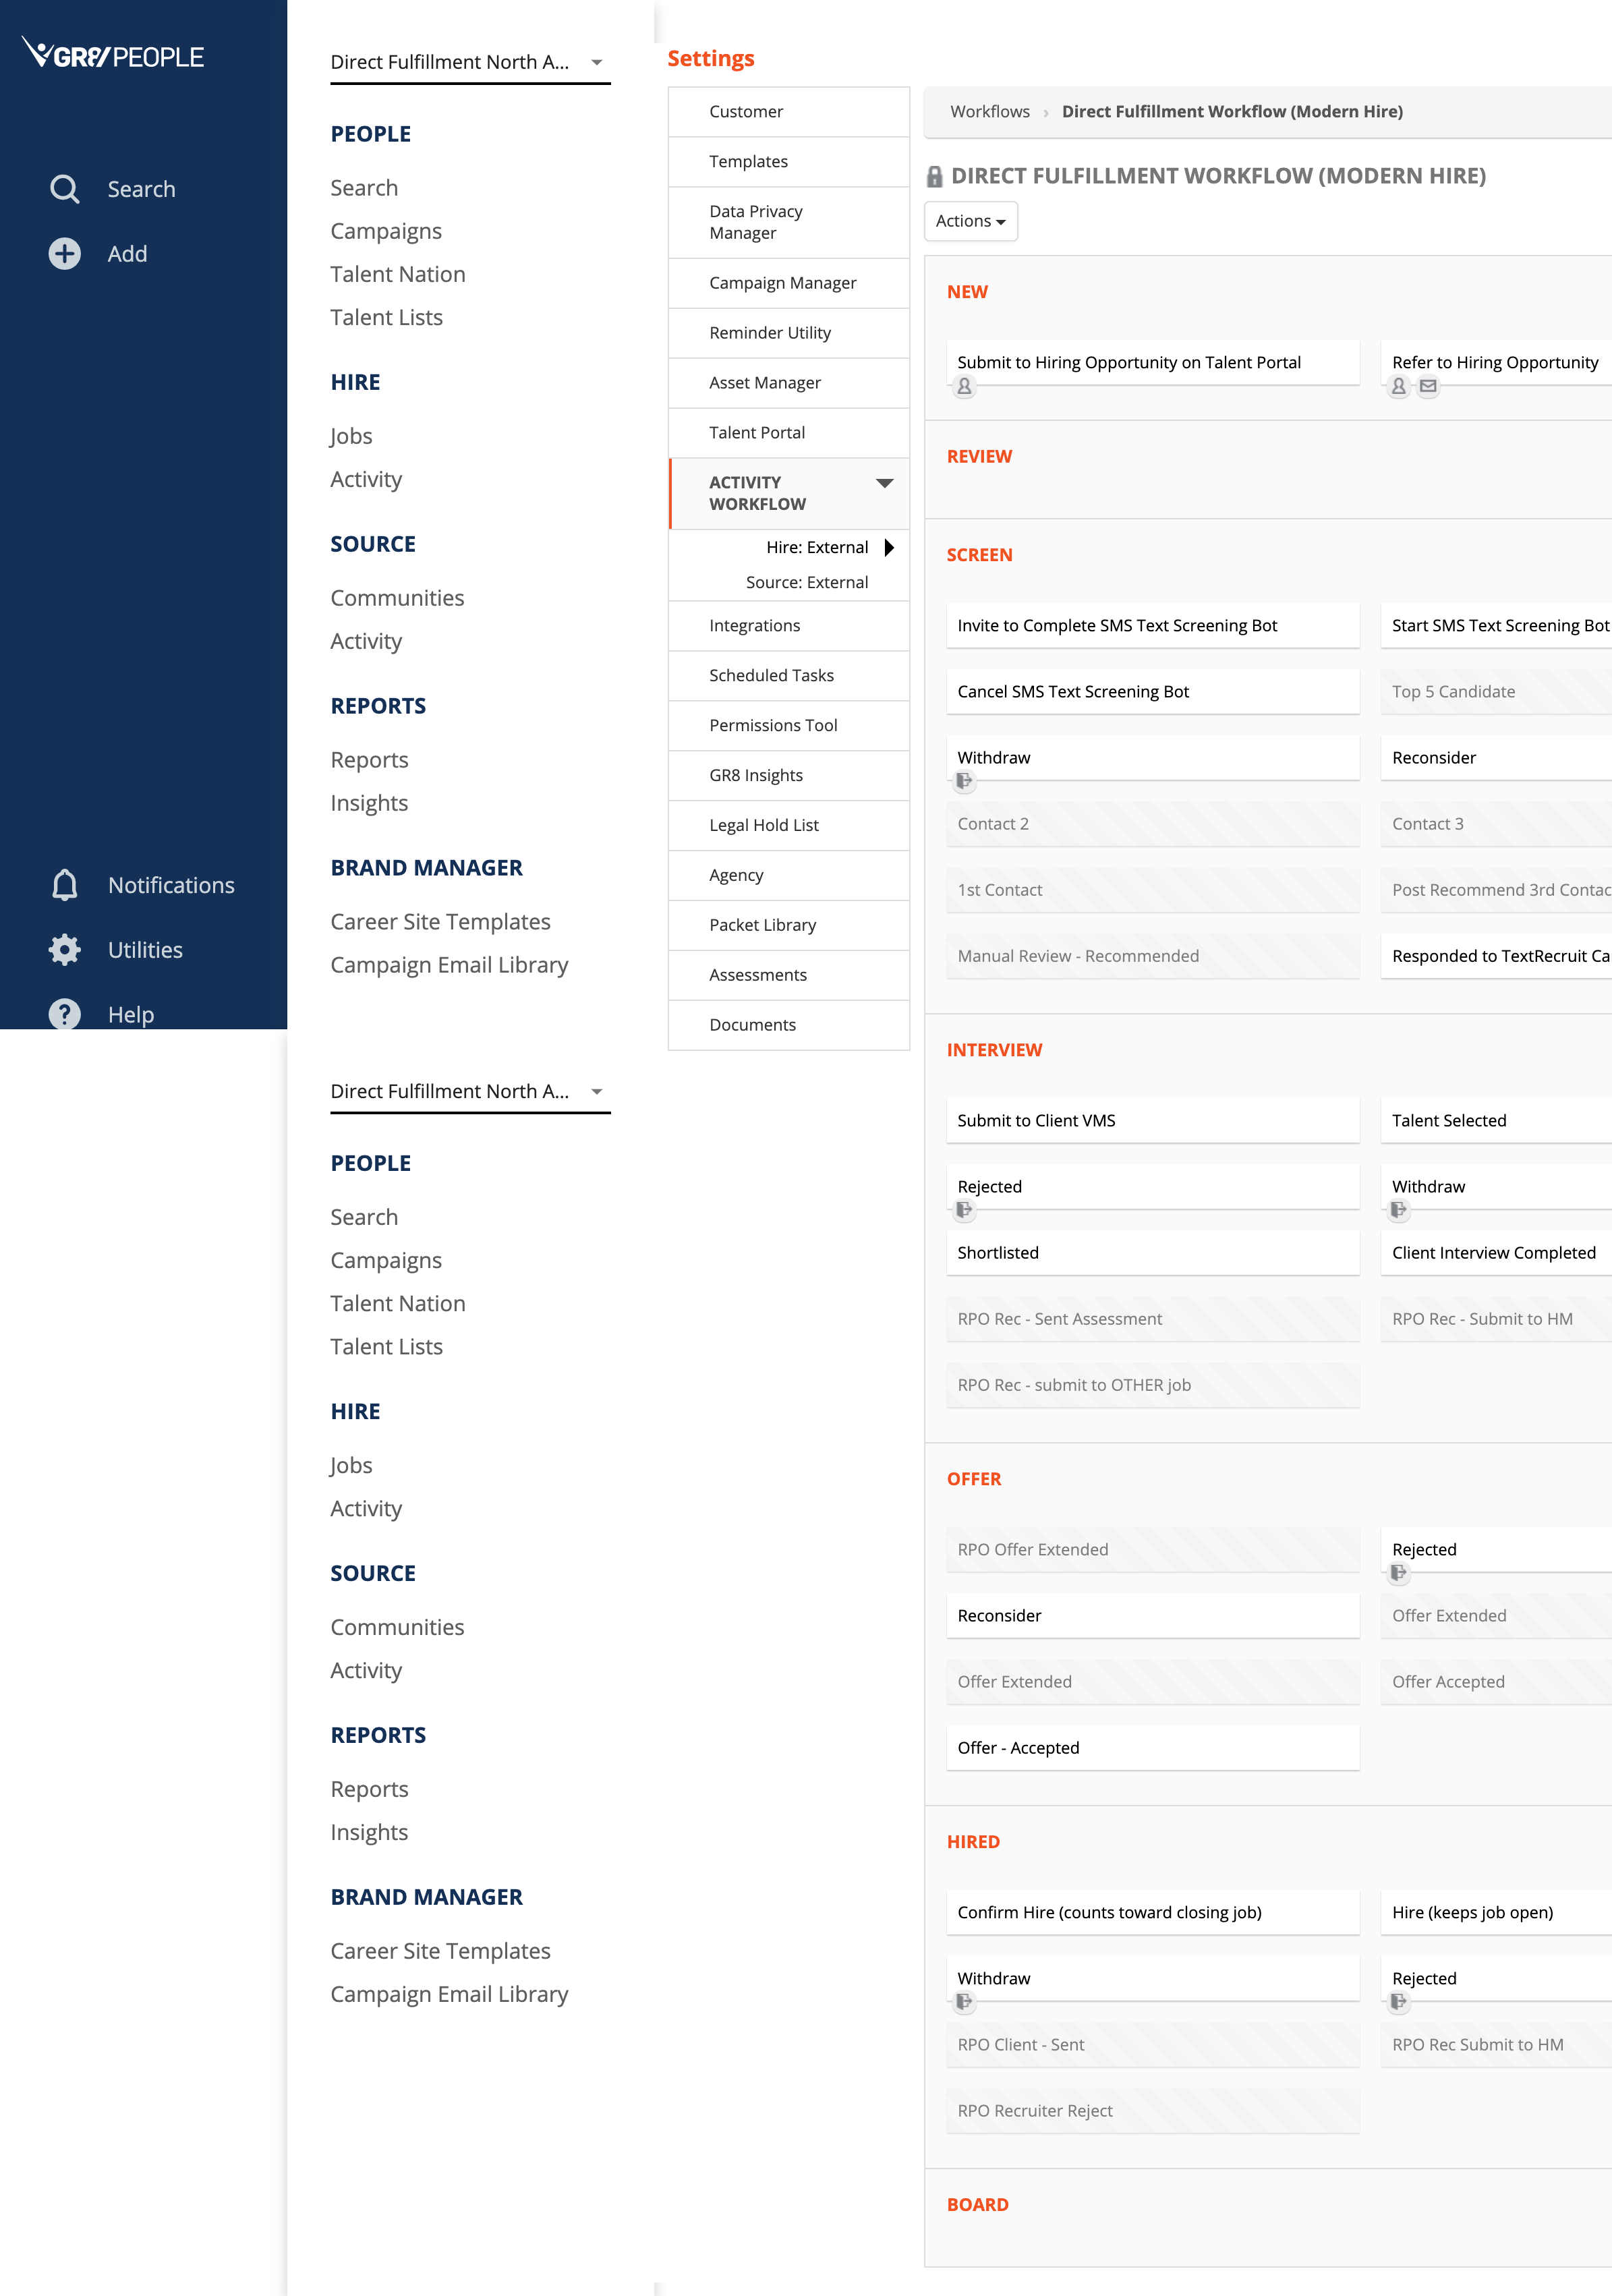 GR8/PEOPLE
Search
Add
Notifications
Utilities
Help
Direct Fulfillment North A...
PEOPLE
Search
Campaigns
Talent Nation
Talent Lists
HIRE
Jobs
Activity
SOURCE
Communities
Activity
REPORTS
Reports
Insights
BRAND MANAGER
Career Site Templates
Campaign Email Library
Direct Fulfillment North A...
PEOPLE
Search
Campaigns
Talent Nation
Talent Lists
HIRE
Jobs
Activity
SOURCE
Communities
Activity
REPORTS
Reports
Insights
BRAND MANAGER
Career Site Templates
Campaign Email Library
Settings
Customer
Templates
Data Privacy
Manager
Campaign Manager
Reminder Utility
Asset Manager
Talent Portal
ACTIVITY
WORKFLOW
Hire: External
Source: External
Integrations
Scheduled Tasks
Permissions Tool
GR8 Insights
Legal Hold List
Agency
Packet Library
Assessments
Documents
Workflows › Direct Fulfillment Workflow (Modern Hire)
DIRECT FULFILLMENT WORKFLOW (MODERN HIRE)
Actions
NEW
Submit to Hiring Opportunity on Talent Portal
Refer to Hiring Opportunity
REVIEW
SCREEN
Invite to Complete SMS Text Screening Bot
Start SMS Text Screening Bot
Cancel SMS Text Screening Bot
Top 5 Candidate
Withdraw
Reconsider
Contact 2
Contact 3
1st Contact
Post Recommend 3rd Contac
Manual Review - Recommended
Responded to TextRecruit Ca
INTERVIEW
Submit to Client VMS
Talent Selected
Rejected
Withdraw
Shortlisted
Client Interview Completed
RPO Rec - Sent Assessment
RPO Rec - Submit to HM
RPO Rec - submit to OTHER job
OFFER
RPO Offer Extended
Rejected
Reconsider
Offer Extended
Offer Extended
Offer Accepted
Offer - Accepted
HIRED
Confirm Hire (counts toward closing job)
Hire (keeps job open)
Withdraw
Rejected
RPO Client - Sent
RPO Rec Submit to HM
RPO Recruiter Reject
BOARD